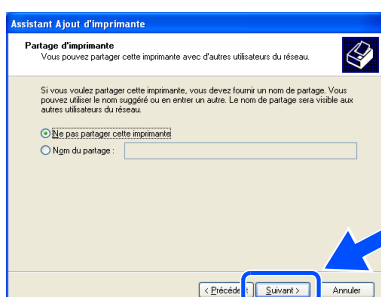 Assistant Ajout d'imprimante
Partage d'imprimante
Vous pouvez partager cette imprimante avec d'autres utilisateurs du réseau.
Si vous voulez partager cette imprimante, vous devez fournir un nom de partage. Vous
pouvez utiliser le nom suggéré ou en entrer un autre. Le nom de partage sera visible aux
autres utilisateurs du réseau.
Ne pas partager cette imprimante
Nom du partage :
< Précéde Suivant > Annuler